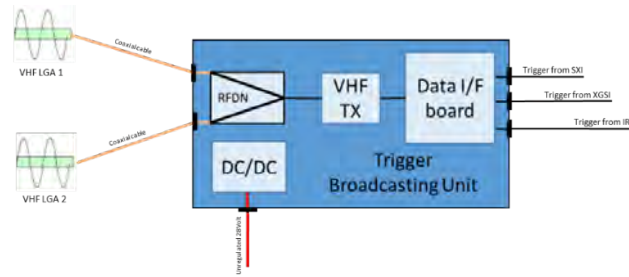 VHF LGA 1
Coaxial cable
RFDN
VHF
TX
Data I/F
board
Trigger from SXI
Trigger from XGSI
Trigger from IR
Coaxial cable
VHF LGA 2
DC/DC
Trigger
Broadcasting Unit
Unregulated 28Volt